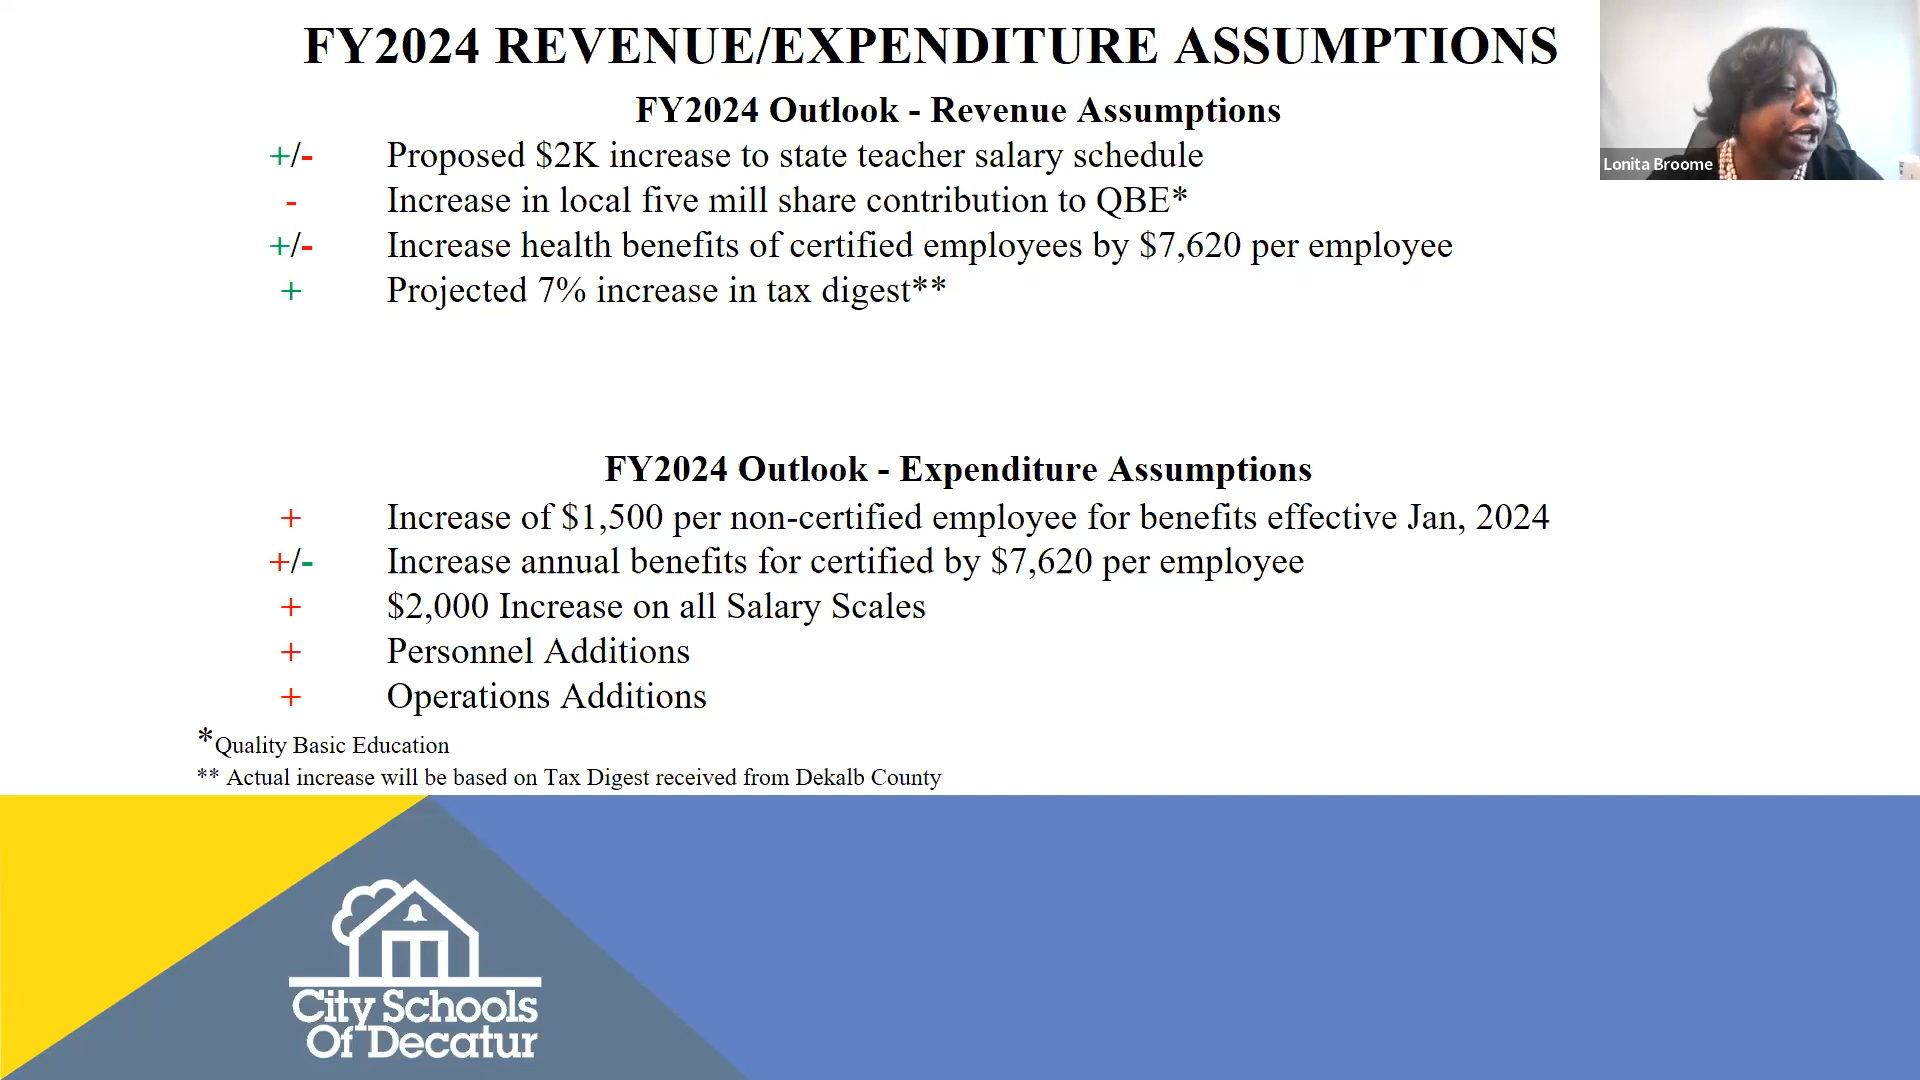 FY2024 REVENUE/EXPENDITURE ASSUMPTIONS
FY2024 Outlook - Revenue Assumptions
+/- Proposed $2K increase to state teacher salary schedule
- Increase in local five mill share contribution to QBE*
+/- Increase health benefits of certified employees by $7,620 per employee
+ Projected 7% increase in tax digest**
Lonita Broome
FY2024 Outlook - Expenditure Assumptions
+ Increase of $1,500 per non-certified employee for benefits effective Jan, 2024
+/- Increase annual benefits for certified by $7,620 per employee
+ $2,000 Increase on all Salary Scales
+ Personnel Additions
+ Operations Additions
*Quality Basic Education
** Actual increase will be based on Tax Digest received from Dekalb County
City Schools
Of Decatur